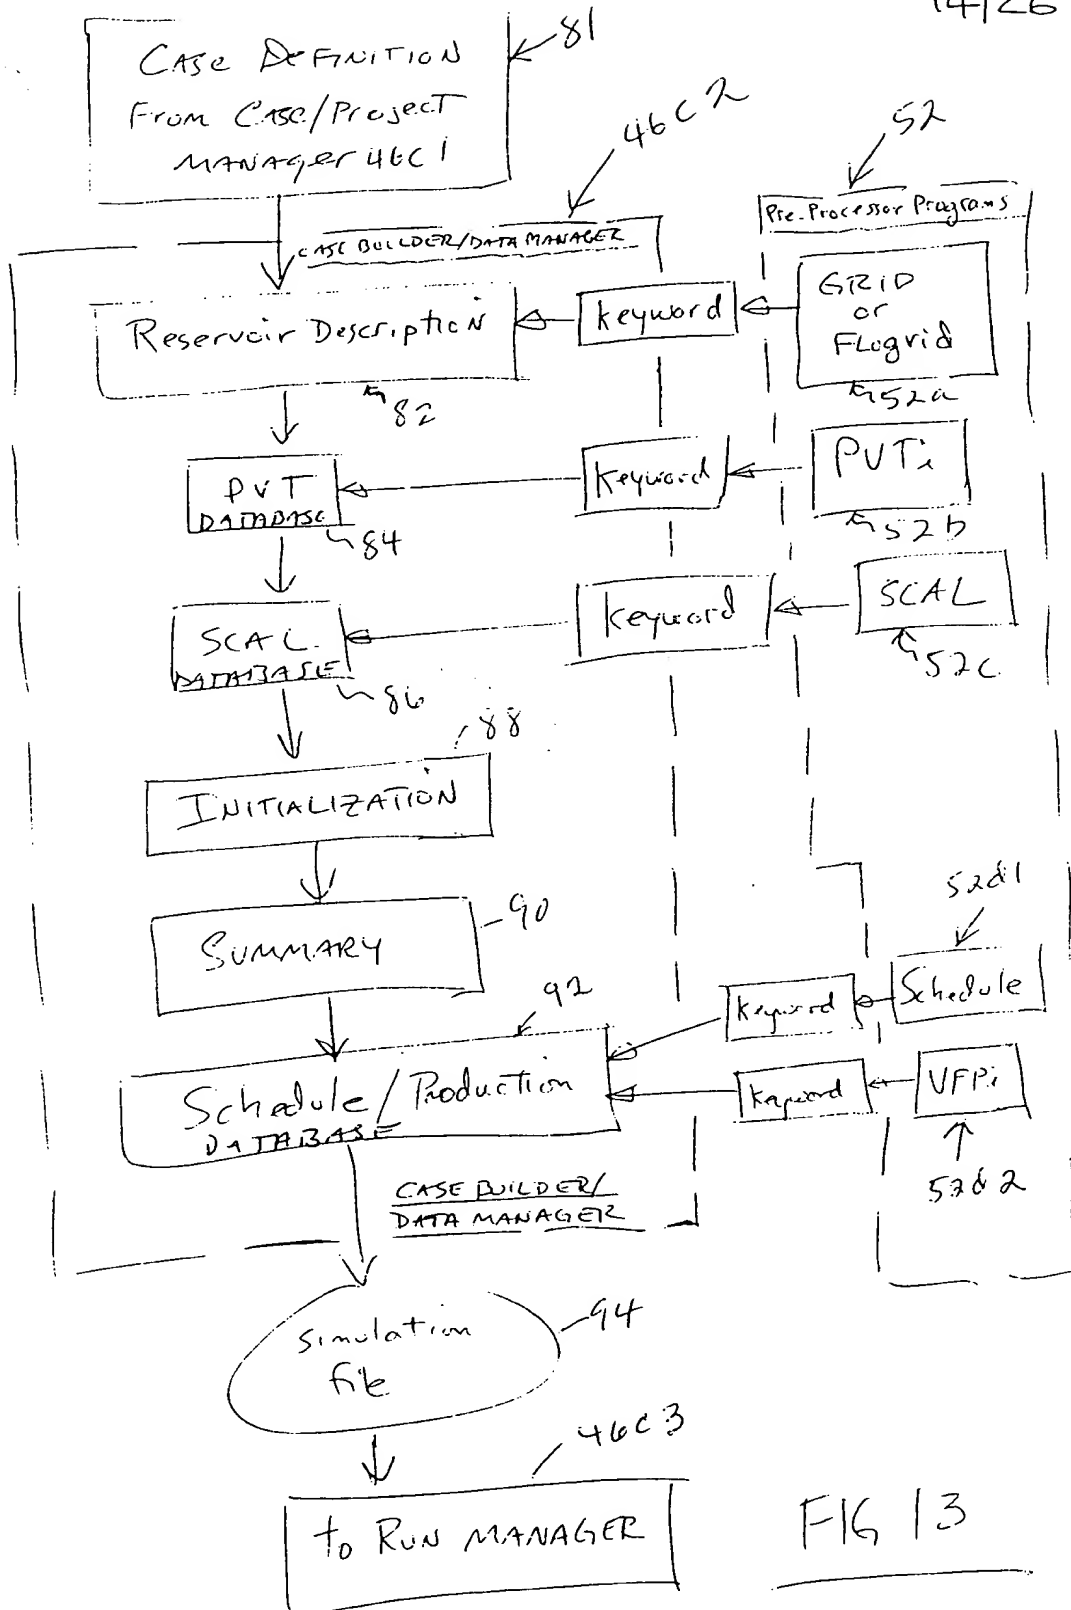 14/26
81
CASE DEFINITION
FROM CASE/PROJECT
MANAGER 46C1
46C2
52
CASE BUILDER/DATA MANAGER
Pre-Processor Programs
Reservoir Description
Keyword
GRID
or
Flogrid
82
52a
PVT
DATABASE
Keyword
PVTi
84
52b
SCAL
DATABASE
Keyword
SCAL
86
52c
88
INITIALIZATION
90
SUMMARY
52d1
92
Keyword
Schedule
Schedule/Production
DATABASE
Keyword
VFPi
52d2
CASE BUILDER/
DATA MANAGER
94
Simulation
file
46C3
to RUN MANAGER
FIG 13